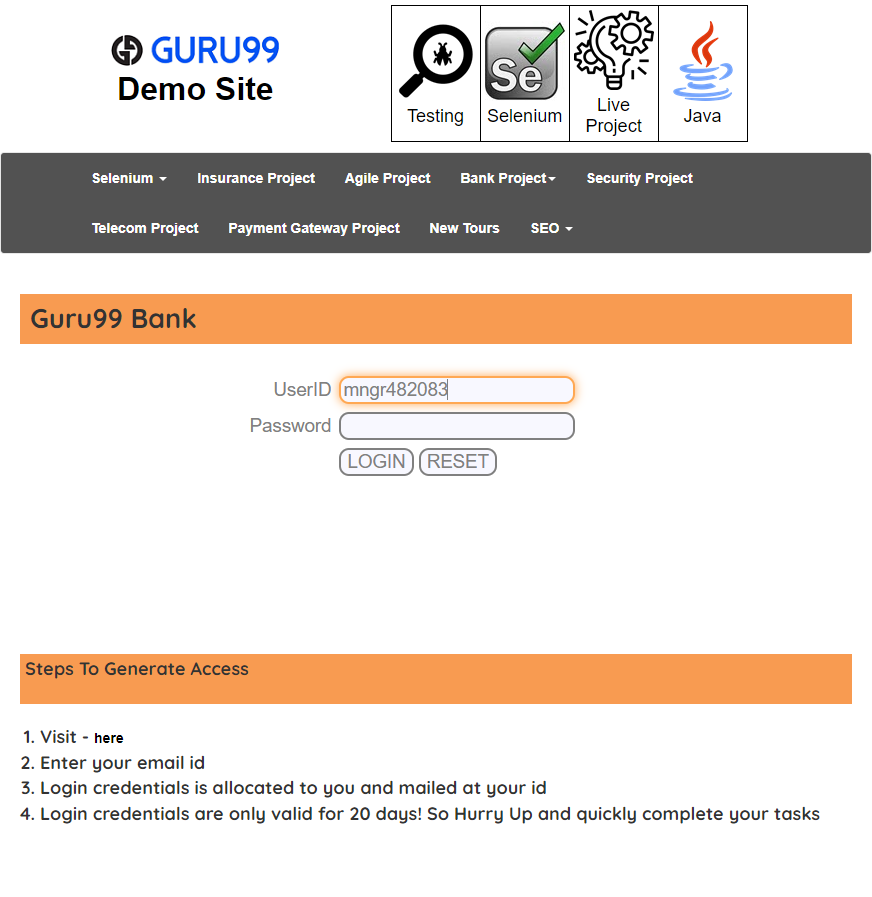 GURU99
Demo Site
Testing
Se
Selenium
Live
Project
Java
Selenium
Insurance Project
Agile Project
Bank Project
Security Project
Telecom Project
Payment Gateway Project
New Tours
SEO
Guru99 Bank
UserID mngr482083
Password
LOGIN RESET
Steps To Generate Access
1. Visit - here
2. Enter your email id
3. Login credentials is allocated to you and mailed at your id
4. Login credentials are only valid for 20 days! So Hurry Up and quickly complete your tasks